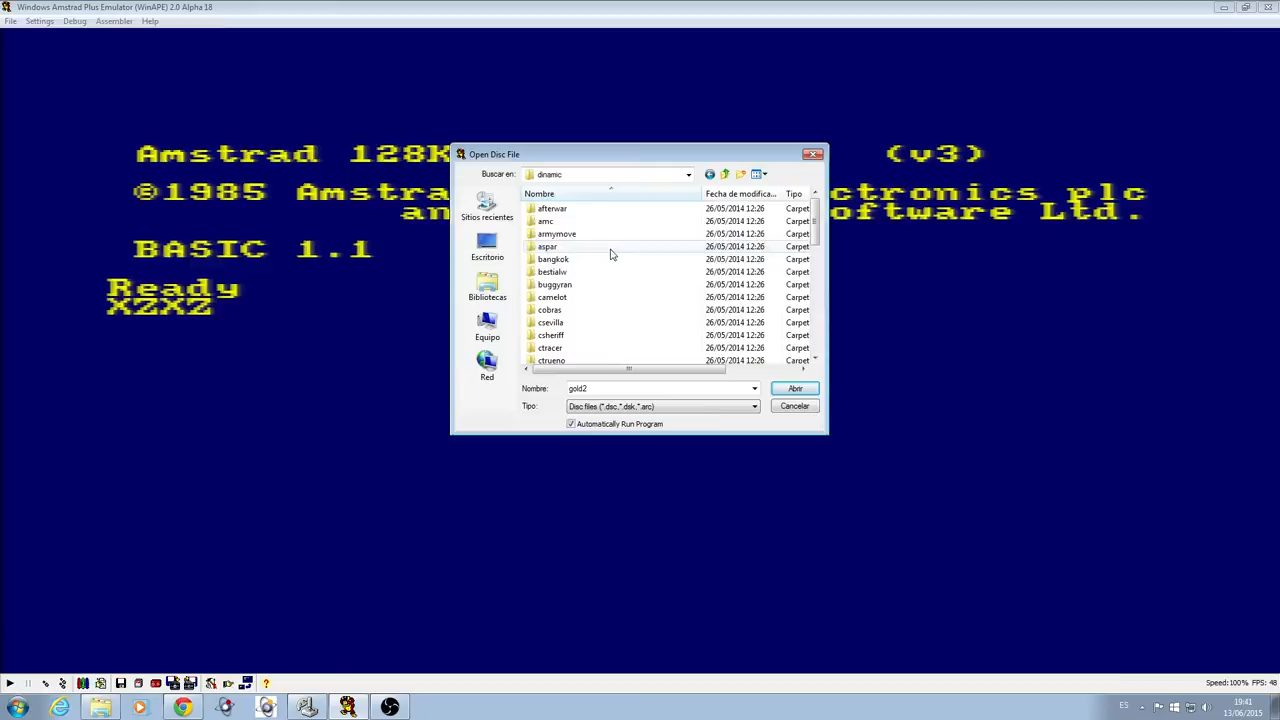 Windows Amstrad Plus Emulator (WinAPE) 2.0 Alpha 18
File Settings Debug Assembler Help
Amstrad 128K (v3)
©1985 Amstra ctronics plc
an oftware Ltd.
BASIC 1.1
Ready
X2X2
Open Disc File
Buscar en: dinamic
Nombre Fecha de modifica... Tipo
afterwar 26/05/2014 12:26 Carpet
amc 26/05/2014 12:26 Carpet
armymove 26/05/2014 12:26 Carpet
aspar 26/05/2014 12:26 Carpet
bangkok 26/05/2014 12:26 Carpet
bestialw 26/05/2014 12:26 Carpet
buggyran 26/05/2014 12:26 Carpet
camelot 26/05/2014 12:26 Carpet
cobras 26/05/2014 12:26 Carpet
csevilla 26/05/2014 12:26 Carpet
csheriff 26/05/2014 12:26 Carpet
ctracer 26/05/2014 12:26 Carpet
ctrueno 26/05/2014 12:26 Carpet
Sitios recientes
Escritorio
Bibliotecas
Equipo
Red
Nombre: gold2 Abrir
Tipo: Disc files (*.dsc,*.dsk,*.arc) Cancelar
Automatically Run Program
Speed:100% FPS: 48
ES 19:41
13/06/2015